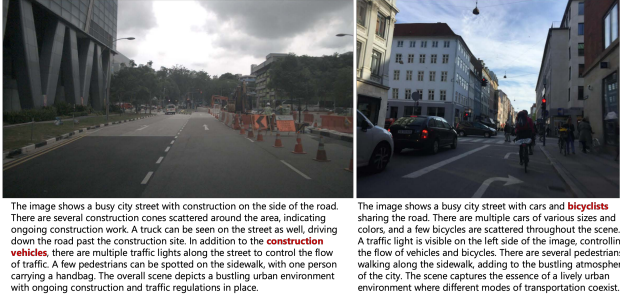 The image shows a busy city street with construction on the side of the road.
There are several construction cones scattered around the area, indicating
ongoing construction work. A truck can be seen on the street as well, driving
down the road past the construction site. In addition to the construction
vehicles, there are multiple traffic lights along the street to control the flow
of traffic. A few pedestrians can be spotted on the sidewalk, with one person
carrying a handbag. The overall scene depicts a bustling urban environment
with ongoing construction and traffic regulations in place.
The image shows a busy city street with cars and bicyclists
sharing the road. There are multiple cars of various sizes and
colors, and a few bicycles are scattered throughout the scene.
A traffic light is visible on the left side of the image, controllin
the flow of vehicles and bicycles. There are several pedestrian
walking along the sidewalk, adding to the bustling atmospher
of the city. The scene captures the essence of a lively urban
environment where different modes of transportation coexist.